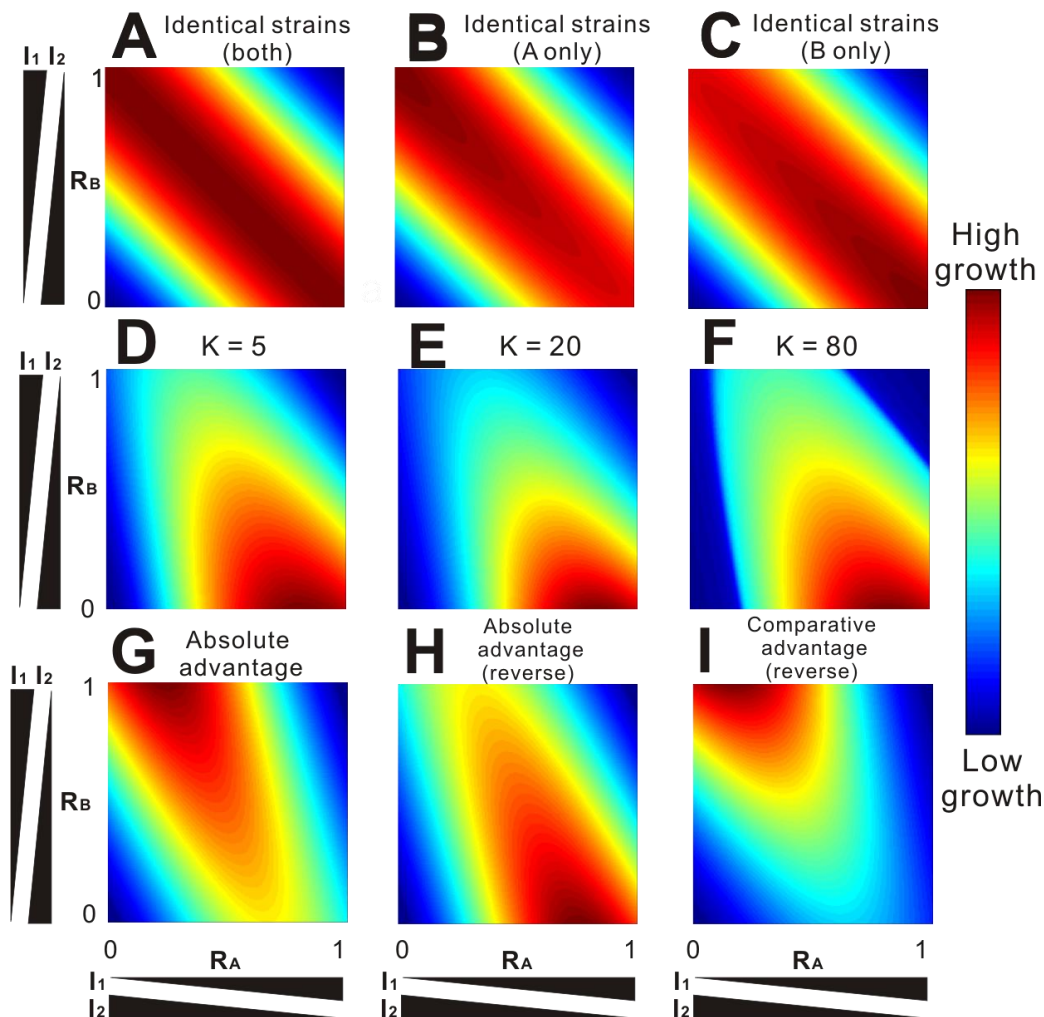 A Identical strains (both)
B Identical strains (A only)
C Identical strains (B only)
I1 I2
1
RB
0
High growth
D K = 5
E K = 20
F K = 80
I1 I2
1
RB
0
G Absolute advantage
H Absolute advantage (reverse)
I Comparative advantage (reverse)
I1 I2
1
RB
0
Low growth
0 RA 1
0 RA 1
0 RA 1
I1
I2
I1
I2
I1
I2